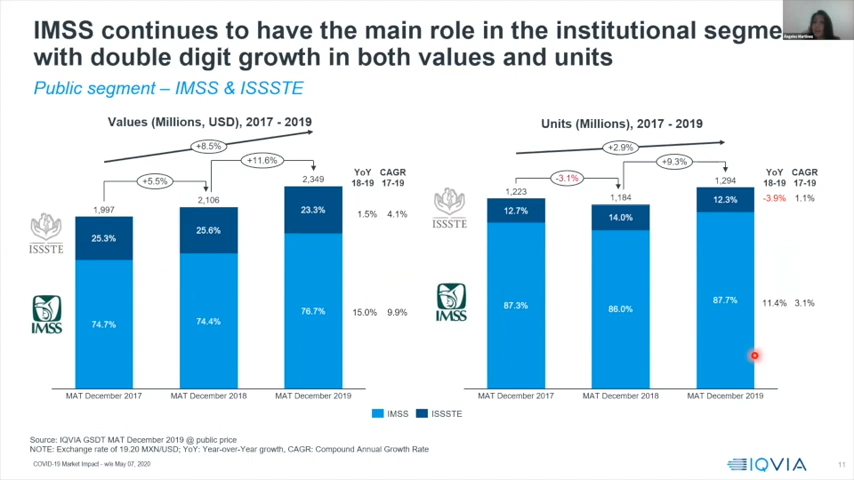 IMSS continues to have the main role in the institutional segme
with double digit growth in both values and units
Public segment – IMSS & ISSSTE
Values (Millions, USD), 2017 - 2019
+8.5%
+11.6%
+5.5%
YoY CAGR
18-19 17-19
1,997
2,106
2,349
ISSSTE
25.3%
25.6%
23.3%
1.5% 4.1%
IMSS
74.7%
74.4%
76.7%
15.0% 9.9%
MAT December 2017
MAT December 2018
MAT December 2019
Units (Millions), 2017 - 2019
+2.9%
+9.3%
-3.1%
YoY CAGR
18-19 17-19
1,223
1,184
1,294
ISSSTE
12.7%
14.0%
12.3%
-3.9% 1.1%
IMSS
87.3%
86.0%
87.7%
11.4% 3.1%
MAT December 2017
MAT December 2018
MAT December 2019
IMSS ISSSTE
Source: IQVIA GSDT MAT December 2019 @ public price
NOTE: Exchange rate of 19.20 MXN/USD; YoY: Year-over-Year growth, CAGR: Compound Annual Growth Rate
COVID-19 Market Impact - w/e May 07, 2020
IQVIA
11